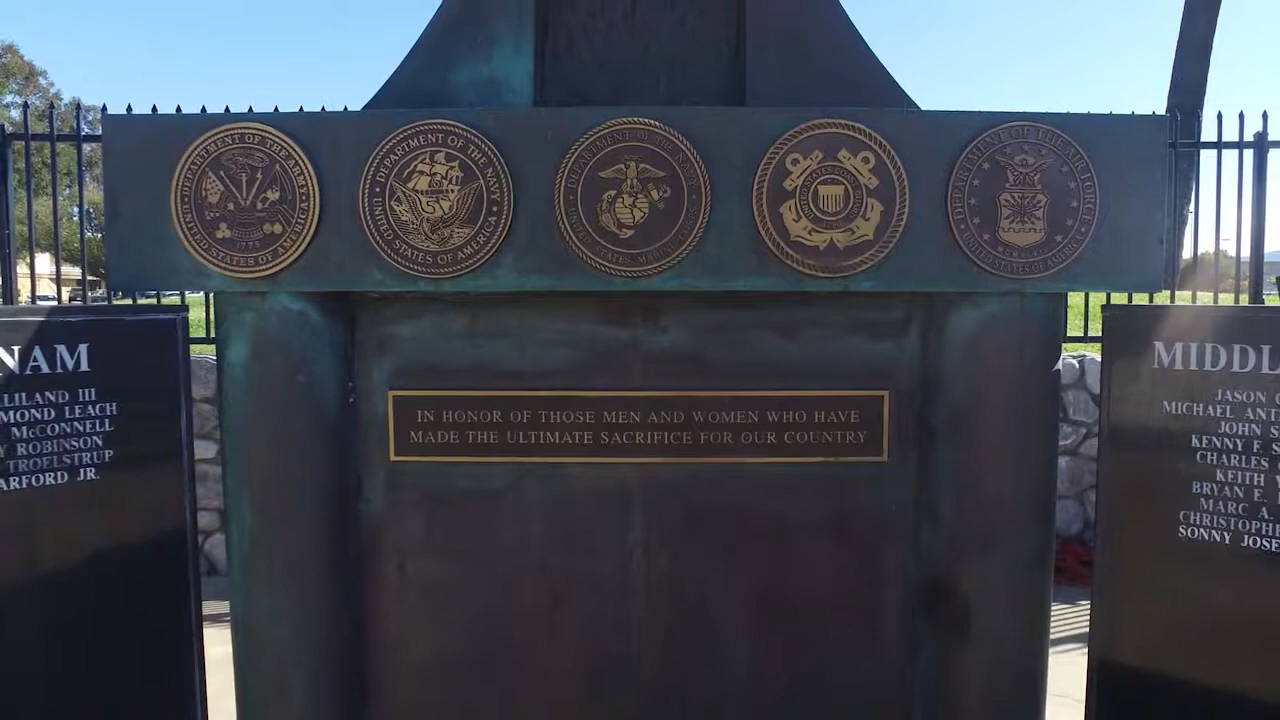 DEPARTMENT OF THE ARMY
UNITED STATES OF AMERICA
1775
DEPARTMENT OF THE NAVY
UNITED STATES OF AMERICA
DEPARTMENT OF THE NAVY
UNITED STATES MARINE CORPS
UNITED STATES COAST GUARD
1790
DEPARTMENT OF THE AIR FORCE
UNITED STATES OF AMERICA
NAM
LILAND III
MOND LEACH
McCONNELL
Y ROBINSON
TROELSTRUP
ARFORD JR.
IN HONOR OF THOSE MEN AND WOMEN WHO HAVE
MADE THE ULTIMATE SACRIFICE FOR OUR COUNTRY
MIDDL
JASON
MICHAEL ANT
JOHN S
KENNY F. S
CHARLES
KEITH
BRYAN E.
MARC A.
CHRISTOPHE
SONNY JOSE